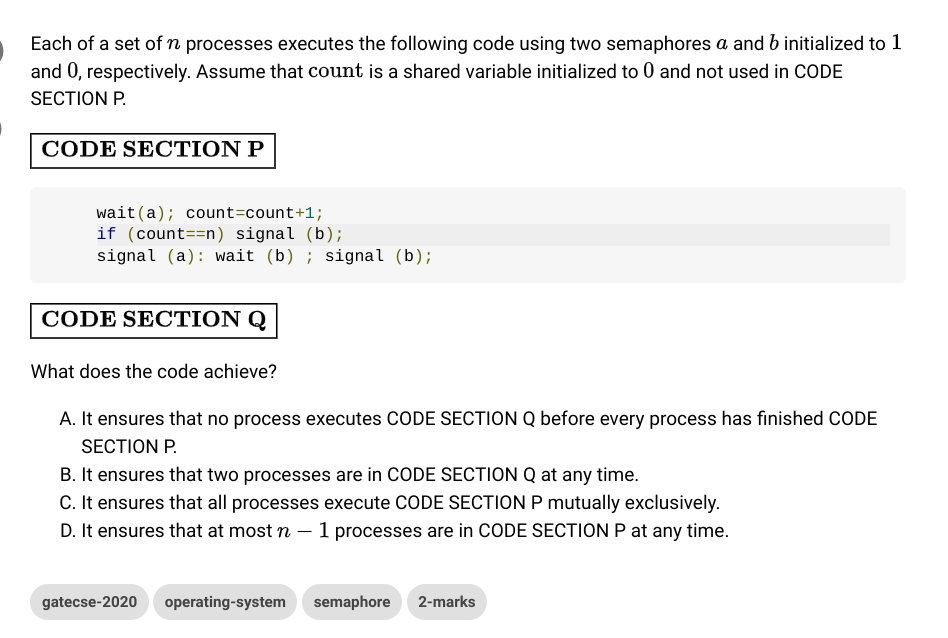 Each of a set of n processes executes the following code using two semaphores a and b initialized to 1
and 0, respectively. Assume that count is a shared variable initialized to 0 and not used in CODE
SECTION P.
CODE SECTION P
wait(a); count=count+1;
if (count==n) signal (b);
signal (a): wait (b) ; signal (b);
CODE SECTION Q
What does the code achieve?
A. It ensures that no process executes CODE SECTION Q before every process has finished CODE
SECTION P.
B. It ensures that two processes are in CODE SECTION Q at any time.
C. It ensures that all processes execute CODE SECTION P mutually exclusively.
D. It ensures that at most n − 1 processes are in CODE SECTION P at any time.
gatecse-2020 operating-system semaphore 2-marks